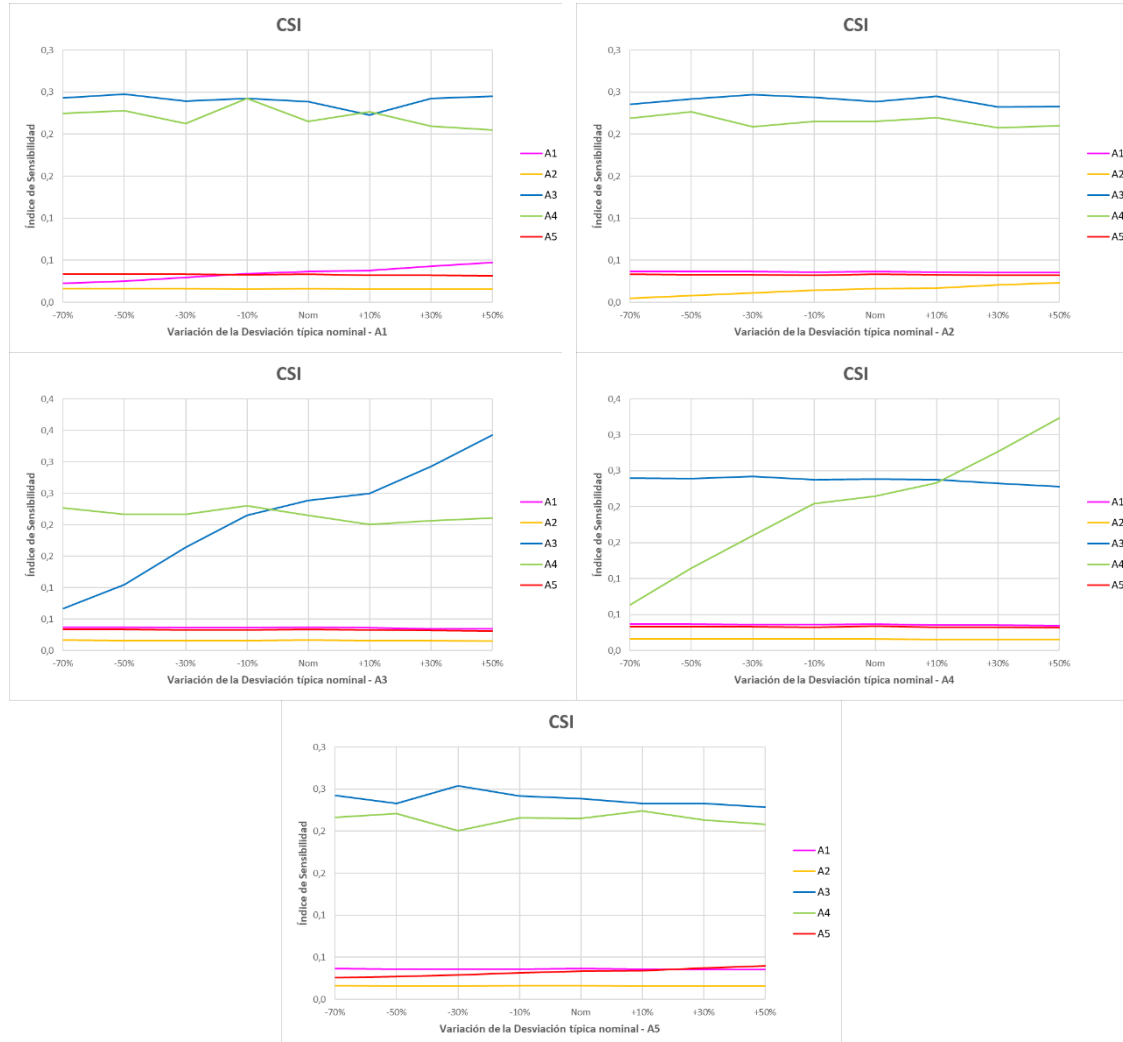 CSI
0,3
0,3
0,2
0,2
0,1
0,1
0,0
Índice de Sensibilidad
-70% -50% -30% -10% Nom +10% +30% +50%
Variación de la Desviación típica nominal - A1
A1
A2
A3
A4
A5
CSI
0,3
0,3
0,2
0,2
0,1
0,1
0,0
Índice de Sensibilidad
-70% -50% -30% -10% Nom +10% +30% +50%
Variación de la Desviación típica nominal - A2
A1
A2
A3
A4
A5
CSI
0,4
0,4
0,3
0,3
0,2
0,2
0,1
0,1
0,0
Índice de Sensibilidad
-70% -50% -30% -10% Nom +10% +30% +50%
Variación de la Desviación típica nominal - A3
A1
A2
A3
A4
A5
CSI
0,4
0,3
0,3
0,2
0,2
0,1
0,1
0,0
Índice de Sensibilidad
-70% -50% -30% -10% Nom +10% +30% +50%
Variación de la Desviación típica nominal - A4
A1
A2
A3
A4
A5
CSI
0,3
0,3
0,2
0,2
0,1
0,1
0,0
Índice de Sensibilidad
-70% -50% -30% -10% Nom +10% +30% +50%
Variación de la Desviación típica nominal - A5
A1
A2
A3
A4
A5